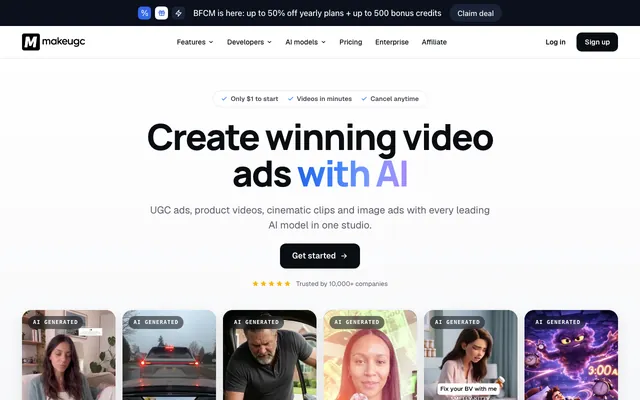 BFCM is here: up to 50% off yearly plans + up to 500 bonus credits Claim deal
makeugc Features Developers AI models Pricing Enterprise Affiliate Log in Sign up
Only $1 to start Videos in minutes Cancel anytime
Create winning video
ads with AI
UGC ads, product videos, cinematic clips and image ads with every leading
AI model in one studio.
Get started →
Trusted by 10,000+ companies
AI GENERATED AI GENERATED AI GENERATED AI GENERATED AI GENERATED AI GENERATED
3:00A
Fix your BV with me